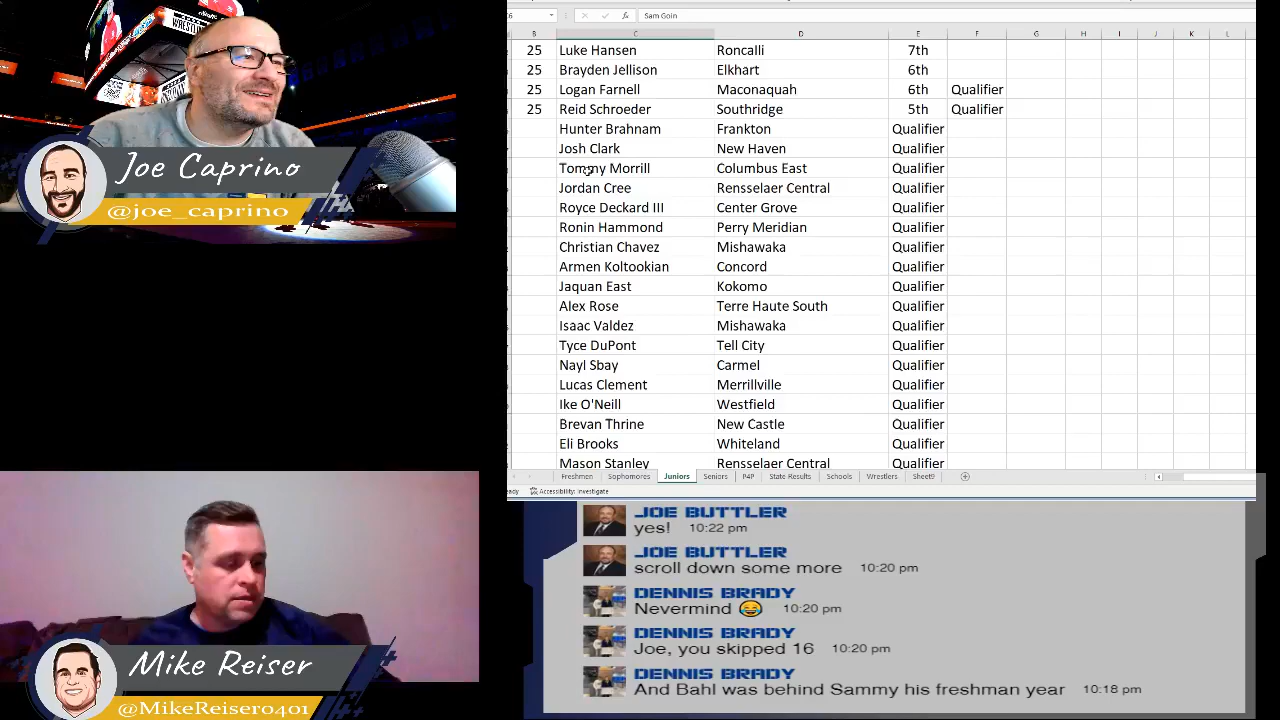 Joe Caprino
@joe_caprino
Mike Reiser
@MikeReiser0401
Sam Goin
B C D E F G H I J K L
25 Luke Hansen Roncalli 7th
25 Brayden Jellison Elkhart 6th
25 Logan Farnell Maconaquah 6th Qualifier
25 Reid Schroeder Southridge 5th Qualifier
Hunter Brahnam Frankton Qualifier
Josh Clark New Haven Qualifier
Tommy Morrill Columbus East Qualifier
Jordan Cree Rensselaer Central Qualifier
Royce Deckard III Center Grove Qualifier
Ronin Hammond Perry Meridian Qualifier
Christian Chavez Mishawaka Qualifier
Armen Koltookian Concord Qualifier
Jaquan East Kokomo Qualifier
Alex Rose Terre Haute South Qualifier
Isaac Valdez Mishawaka Qualifier
Tyce DuPont Tell City Qualifier
Nayl Sbay Carmel Qualifier
Lucas Clement Merrillville Qualifier
Ike O'Neill Westfield Qualifier
Brevan Thrine New Castle Qualifier
Eli Brooks Whiteland Qualifier
Mason Stanley Rensselaer Central Qualifier
Freshmen Sophomores Juniors Seniors P4P State Results Schools Wrestlers Sheet9
Accessibility: Investigate
JOE BUTTLER
yes! 10:22 pm
JOE BUTTLER
scroll down some more 10:20 pm
DENNIS BRADY
Nevermind 😂 10:20 pm
DENNIS BRADY
Joe, you skipped 16 10:20 pm
DENNIS BRADY
And Bahl was behind Sammy his freshman year 10:18 pm